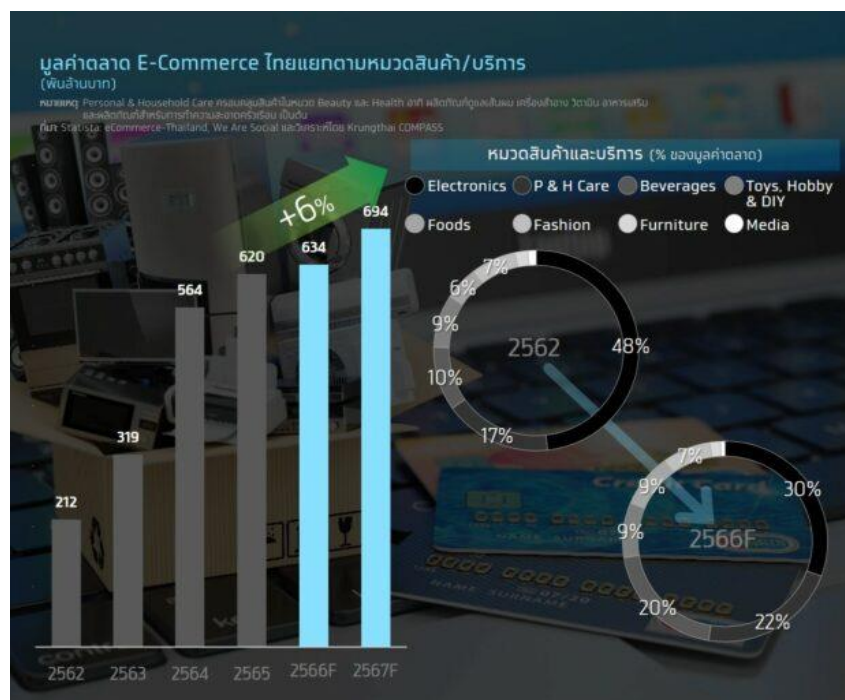 มูลค่าตลาด E-Commerce ไทยแยกตามหมวดสินค้า/บริการ
(พันล้านบาท)
หมายเหตุ: Personal & Household Care ครอบคลุมสินค้าในหมวด Beauty และ Health อาทิ ผลิตภัณฑ์ดูแลเส้นผม เครื่องสำอาง วิตามิน อาหารเสริม
และผลิตภัณฑ์สำหรับการทำความสะอาดครัวเรือน เป็นต้น
ที่มา: Statista: eCommerce-Thailand, We Are Social และวิเคราะห์โดย Krungthai COMPASS
หมวดสินค้าและบริการ (% ของมูลค่าตลาด)
Electronics P & H Care Beverages Toys, Hobby
& DIY
Foods Fashion Furniture Media
+6%
212
319
564
620
634
694
2562 2563 2564 2565 2566F 2567F
2562
48%
17%
10%
9%
6%
7%
2566F
30%
22%
20%
9%
9%
7%
NAME SURNAME